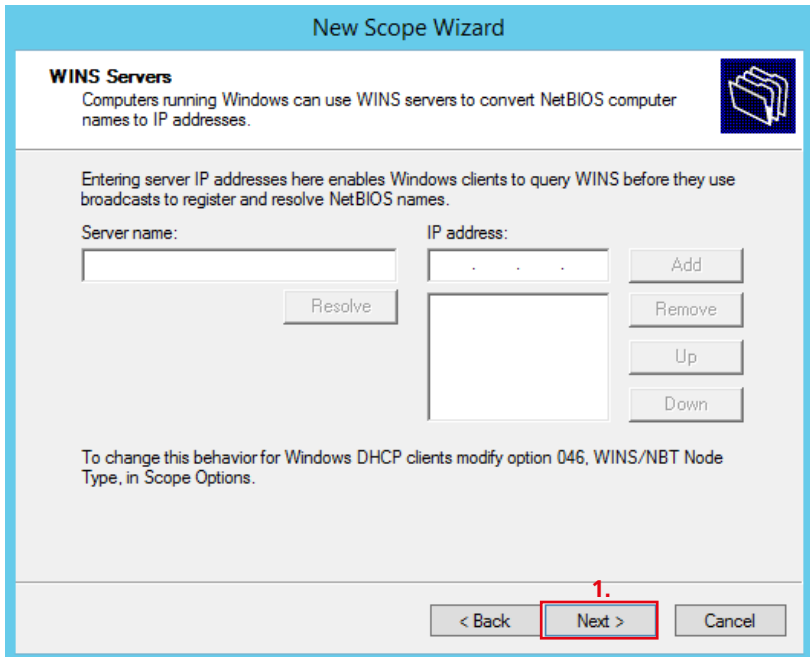 New Scope Wizard
WINS Servers
Computers running Windows can use WINS servers to convert NetBIOS computer
names to IP addresses.
Entering server IP addresses here enables Windows clients to query WINS before they use
broadcasts to register and resolve NetBIOS names.
Server name:
IP address:
. . .
Add
Resolve
Remove
Up
Down
To change this behavior for Windows DHCP clients modify option 046, WINS/NBT Node
Type, in Scope Options.
1.
< Back
Next >
Cancel